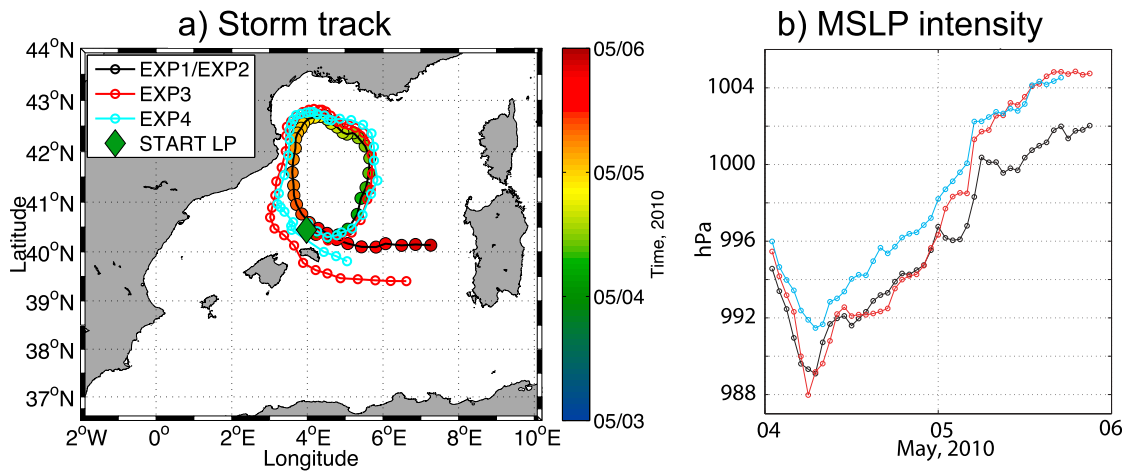 a) Storm track
b) MSLP intensity
44°N
43°N
42°N
41°N
40°N
39°N
38°N
37°N
Latitude
EXP1/EXP2
EXP3
EXP4
START LP
2°W
0°
2°E
4°E
6°E
8°E
10°E
Longitude
05/06
05/05
05/04
05/03
Time, 2010
1004
1000
996
992
988
hPa
04
05
06
May, 2010